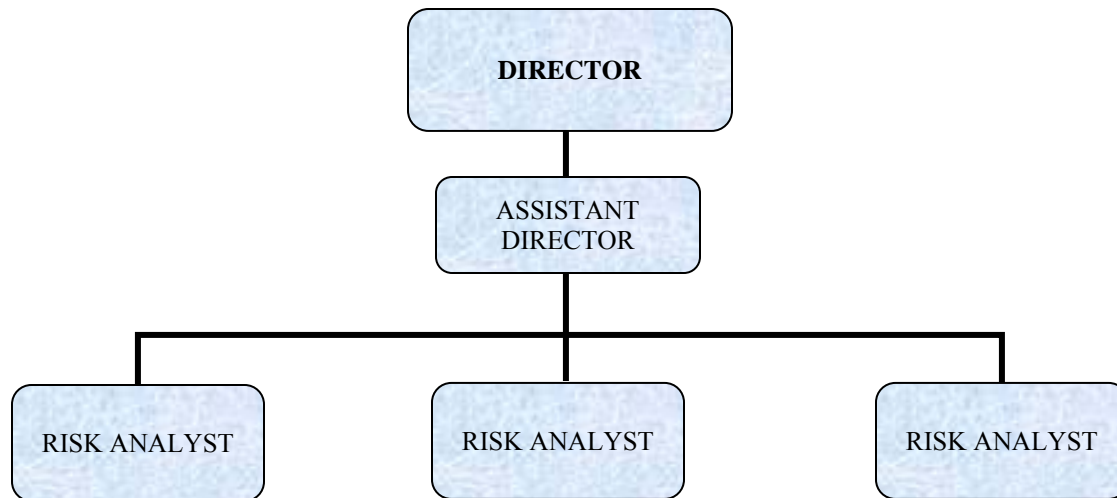 DIRECTOR
ASSISTANT
DIRECTOR
RISK ANALYST
RISK ANALYST
RISK ANALYST